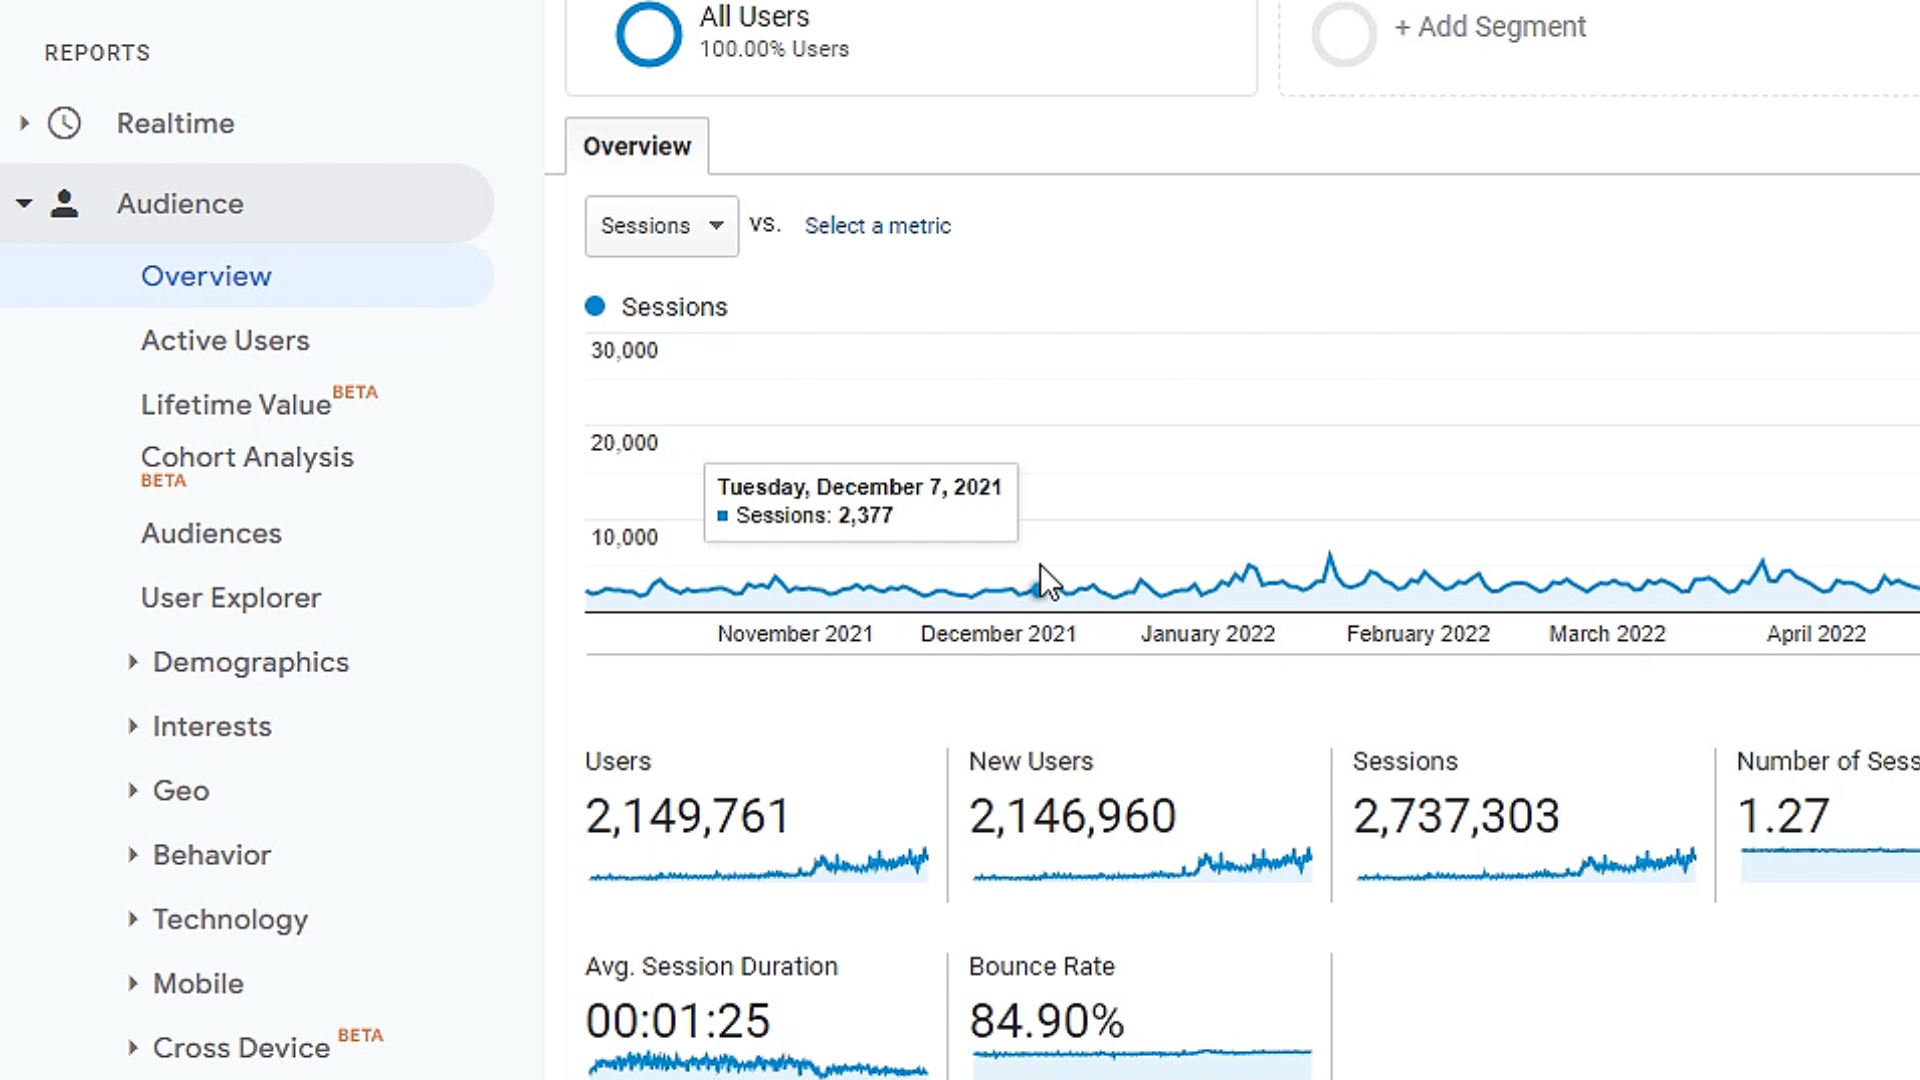 REPORTS
Realtime
Audience
Overview
Active Users
Lifetime Value BETA
Cohort Analysis
BETA
Audiences
User Explorer
Demographics
Interests
Geo
Behavior
Technology
Mobile
Cross Device BETA
All Users
100.00% Users
+ Add Segment
Overview
Sessions VS. Select a metric
Sessions
30,000
20,000
10,000
Tuesday, December 7, 2021
Sessions: 2,377
November 2021 December 2021 January 2022 February 2022 March 2022 April 2022
Users
2,149,761
New Users
2,146,960
Sessions
2,737,303
Number of Sess
1.27
Avg. Session Duration
00:01:25
Bounce Rate
84.90%